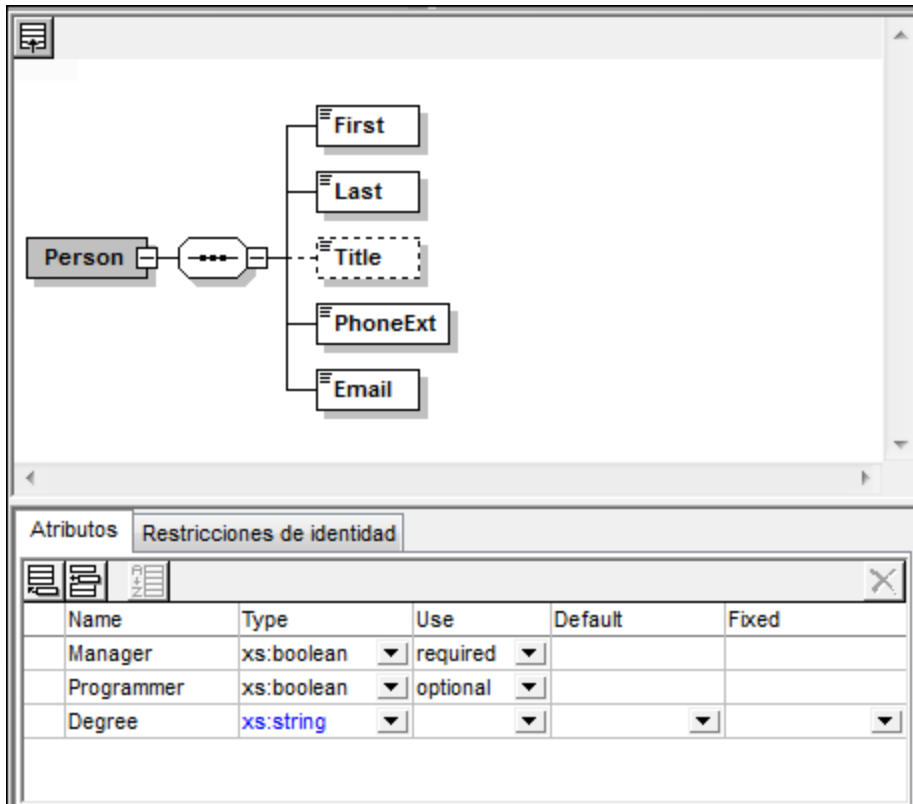 First
Last
Person
Title
PhoneExt
Email
Atributos Restricciones de identidad
Name Type Use Default Fixed
Manager xs:boolean required
Programmer xs:boolean optional
Degree xs:string